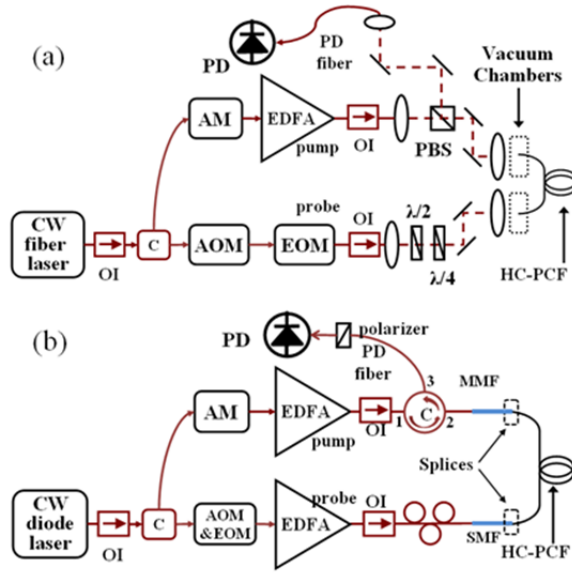 (a)
PD
PD
fiber
Vacuum
Chambers
AM
EDFA
pump
OI
PBS
CW
fiber
laser
OI
C
AOM
EOM
probe
OI
λ/2
λ/4
HC-PCF
(b)
PD
polarizer
PD
fiber
AM
EDFA
pump
OI
1
C
2
3
MMF
Splices
CW
diode
laser
OI
C
AOM
&EOM
EDFA
probe
OI
SMF
HC-PCF